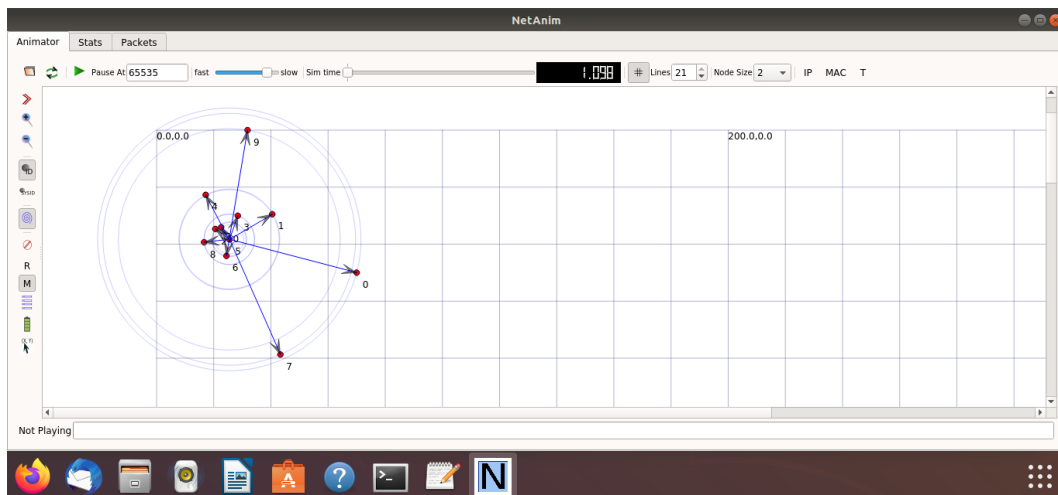 NetAnim
Animator Stats Packets
Pause At 65535 fast slow Sim time 1.098 # Lines 21 Node Size 2 IP MAC T
0.0,0.0 200.0,0.0
9
4
3 1
5
8 6
0
7
ID
SYSID
R
M
(X,Y)
Not Playing
A ? >_ N